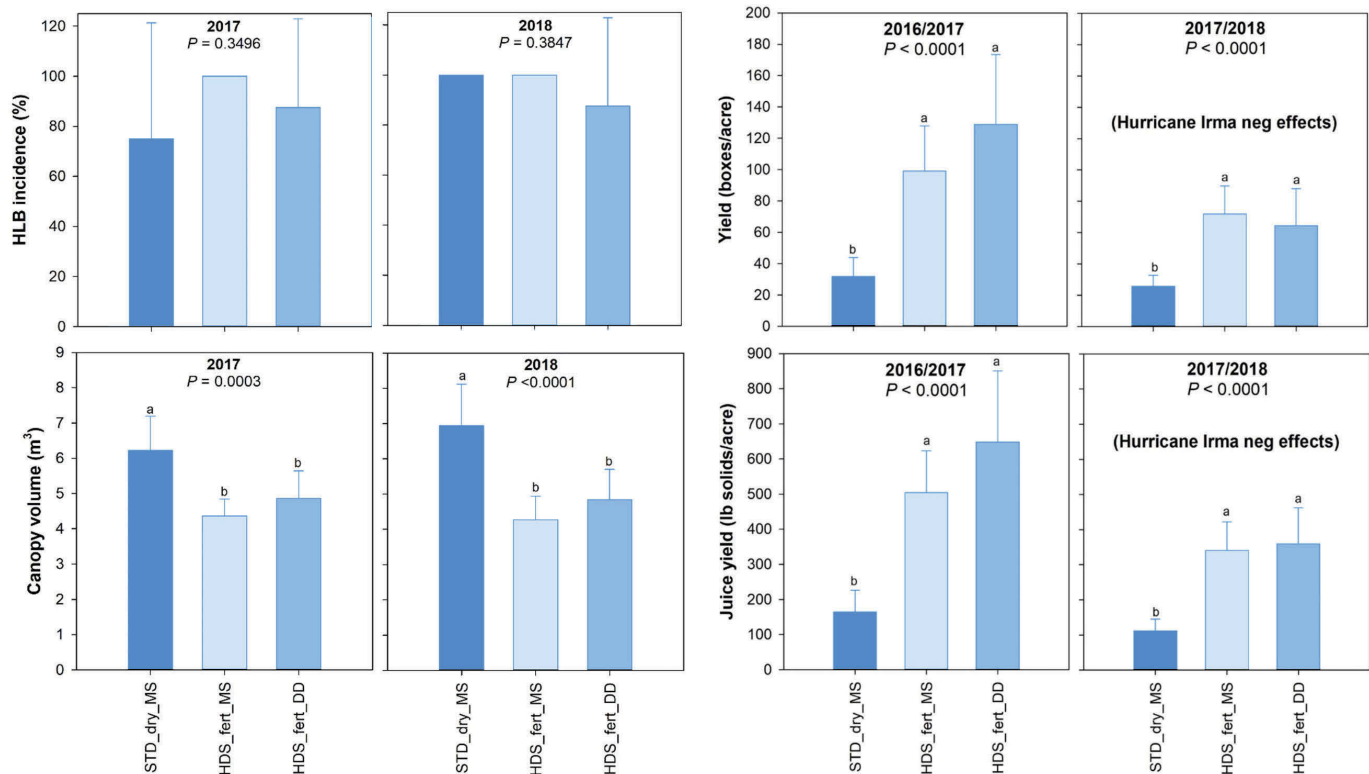 2017
P = 0.3496
HLB incidence (%)
120
100
80
60
40
20
0
2018
P = 0.3847
2016/2017
P < 0.0001
Yield (boxes/acre)
200
180
160
140
120
100
80
60
40
20
0
b
a
a
2017/2018
P < 0.0001
(Hurricane Irma neg effects)
b
a
a
2017
P = 0.0003
Canopy volume (m³)
9
8
7
6
5
4
3
2
1
0
a
b
b
STD_dry_MS
HDS_fert_MS
HDS_fert_DD
2018
P <0.0001
a
b
b
STD_dry_MS
HDS_fert_MS
HDS_fert_DD
2016/2017
P < 0.0001
Juice yield (lb solids/acre)
900
800
700
600
500
400
300
200
100
0
b
a
a
STD_dry_MS
HDS_fert_MS
HDS_fert_DD
2017/2018
P < 0.0001
(Hurricane Irma neg effects)
b
a
a
STD_dry_MS
HDS_fert_MS
HDS_fert_DD